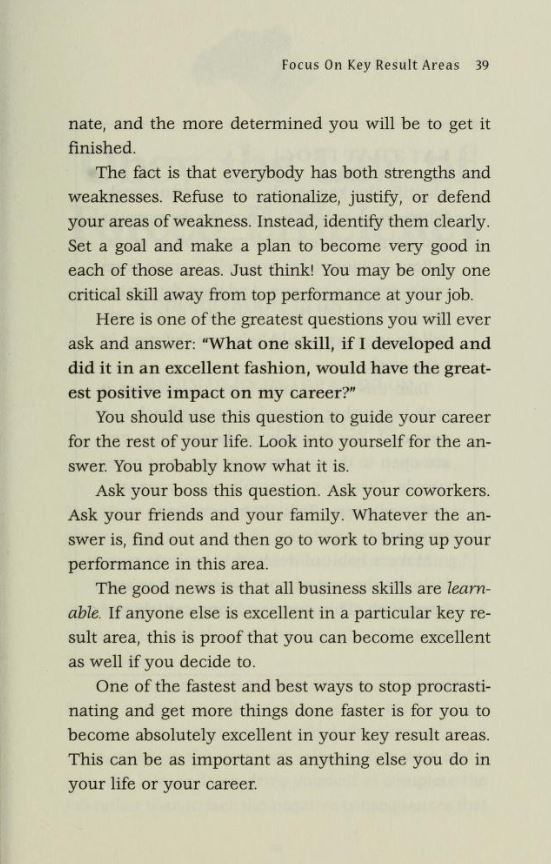 Focus On Key Result Areas 39
nate, and the more determined you will be to get it
finished.
The fact is that everybody has both strengths and
weaknesses. Refuse to rationalize, justify, or defend
your areas of weakness. Instead, identify them clearly.
Set a goal and make a plan to become very good in
each of those areas. Just think! You may be only one
critical skill away from top performance at your job.
Here is one of the greatest questions you will ever
ask and answer: "What one skill, if I developed and
did it in an excellent fashion, would have the great-
est positive impact on my career?"
You should use this question to guide your career
for the rest of your life. Look into yourself for the an-
swer. You probably know what it is.
Ask your boss this question. Ask your coworkers.
Ask your friends and your family. Whatever the an-
swer is, find out and then go to work to bring up your
performance in this area.
The good news is that all business skills are learn-
able. If anyone else is excellent in a particular key re-
sult area, this is proof that you can become excellent
as well if you decide to.
One of the fastest and best ways to stop procrasti-
nating and get more things done faster is for you to
become absolutely excellent in your key result areas.
This can be as important as anything else you do in
your life or your career.